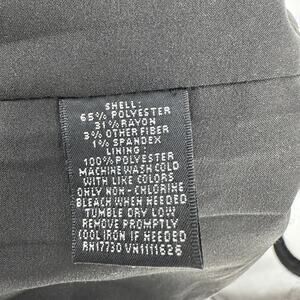 SHELL:
65% POLYESTER
31% RAYON
3% OTHER FIBER
1% SPANDEX
LINING:
100% POLYESTER
MACHINE WASH COLD
WITH LIKE COLORS
ONLY NON-CHLORINE
BLEACH WHEN NEEDED
TUMBLE DRY LOW
REMOVE PROMPTLY
COOL IRON IF NEEDED
RN17730 VN1111628